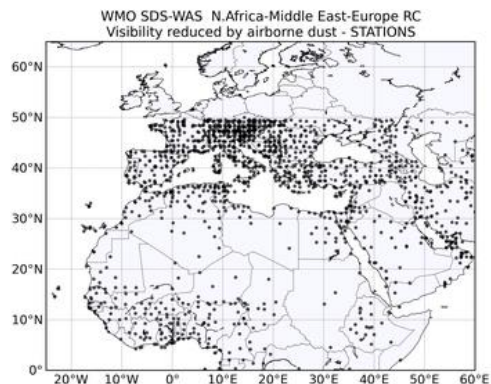 WMO SDS-WAS N.Africa-Middle East-Europe RC
Visibility reduced by airborne dust - STATIONS
60°N
50°N
40°N
30°N
20°N
10°N
0°
20°W 10°W 0° 10°E 20°E 30°E 40°E 50°E 60°E